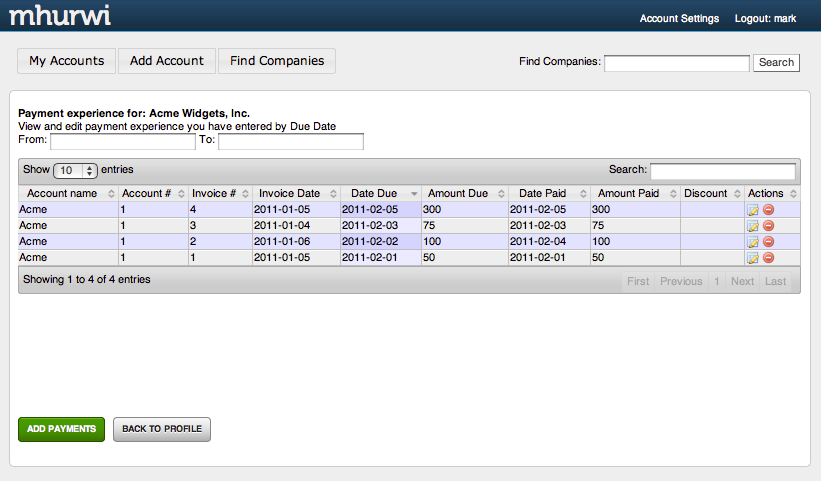 mhurwi
Account Settings Logout: mark
My Accounts Add Account Find Companies Find Companies: Search
Payment experience for: Acme Widgets, Inc.
View and edit payment experience you have entered by Due Date
From: To:
Show 10 entries Search:
Account name Account # Invoice # Invoice Date Date Due Amount Due Date Paid Amount Paid Discount Actions
Acme 1 4 2011-01-05 2011-02-05 300 2011-02-05 300
Acme 1 3 2011-01-04 2011-02-03 75 2011-02-03 75
Acme 1 2 2011-01-06 2011-02-02 100 2011-02-04 100
Acme 1 1 2011-01-05 2011-02-01 50 2011-02-01 50
Showing 1 to 4 of 4 entries First Previous 1 Next Last
ADD PAYMENTS BACK TO PROFILE